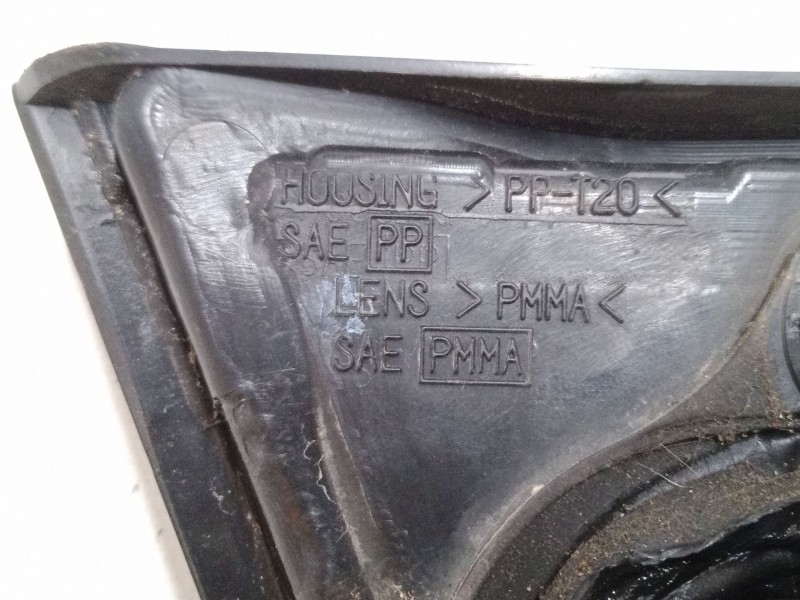 HOUSING >PP-T20<
SAE PP
LENS >PMMA<
SAE PMMA